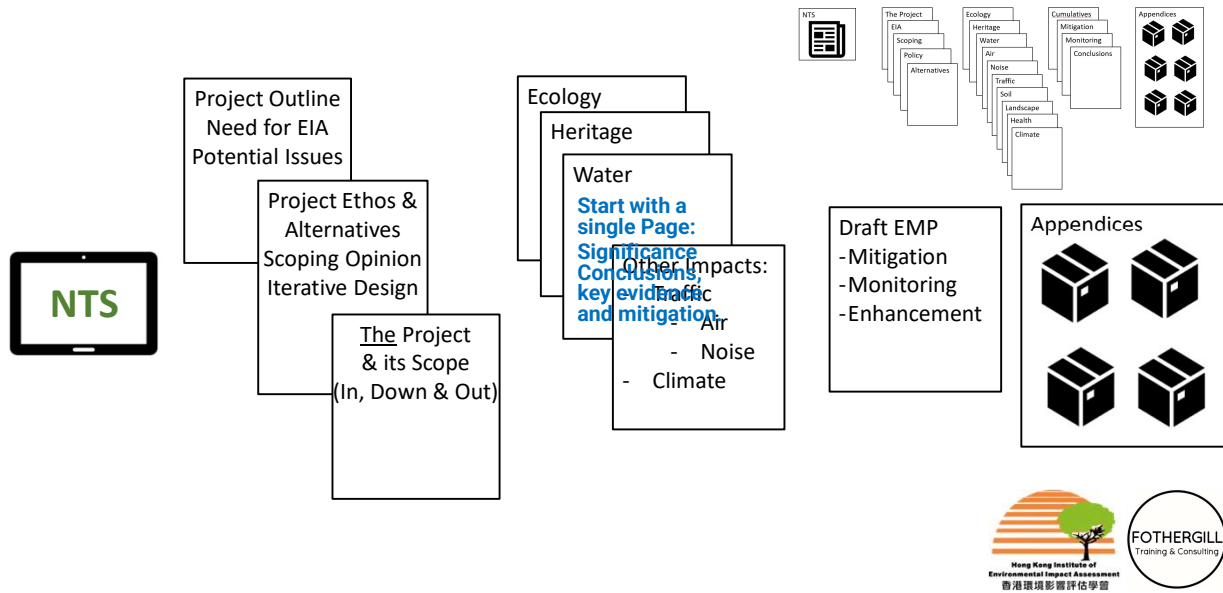 NTS
The Project
EIA
Scoping
Policy
Alternatives
Ecology
Heritage
Water
Air
Noise
Traffic
Soil
Landscape
Health
Climate
Cumulatives
Mitigation
Monitoring
Conclusions
Appendices
NTS
Project Outline
Need for EIA
Potential Issues
Project Ethos &
Alternatives
Scoping Opinion
Iterative Design
The Project
& its Scope
(In, Down & Out)
Ecology
Heritage
Water
Start with a
single Page:
Significance
Conclusions,
key evidence
and mitigation.
Other Impacts:
- Traffic
- Air
- Noise
- Climate
Draft EMP
-Mitigation
-Monitoring
-Enhancement
Appendices
Hong Kong Institute of
Environmental Impact Assessment
香港環境影響評估學會
FOTHERGILL
Training & Consulting